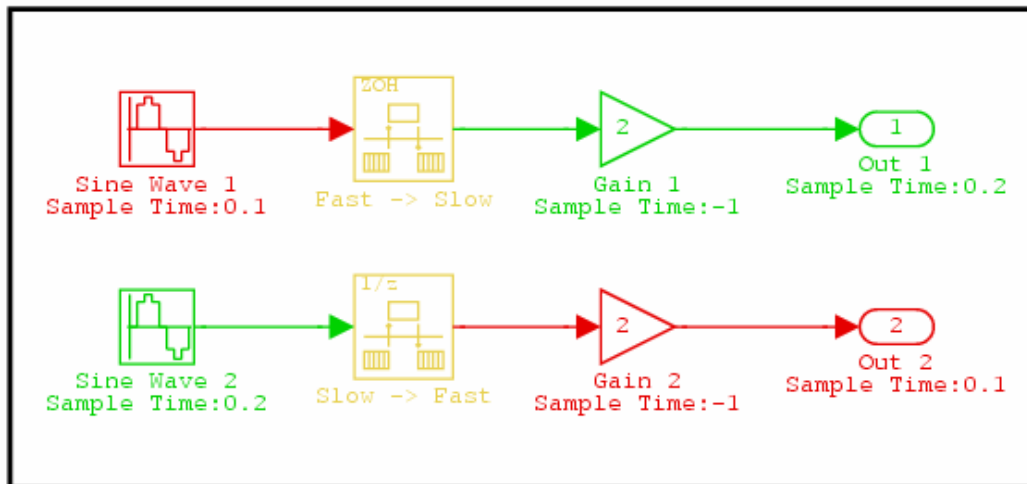 ZOH
2
1
Sine Wave 1
Sample Time:0.1
Fast -> Slow
Gain 1
Sample Time:-1
Out 1
Sample Time:0.2
1/z
2
2
Sine Wave 2
Sample Time:0.2
Slow -> Fast
Gain 2
Sample Time:-1
Out 2
Sample Time:0.1